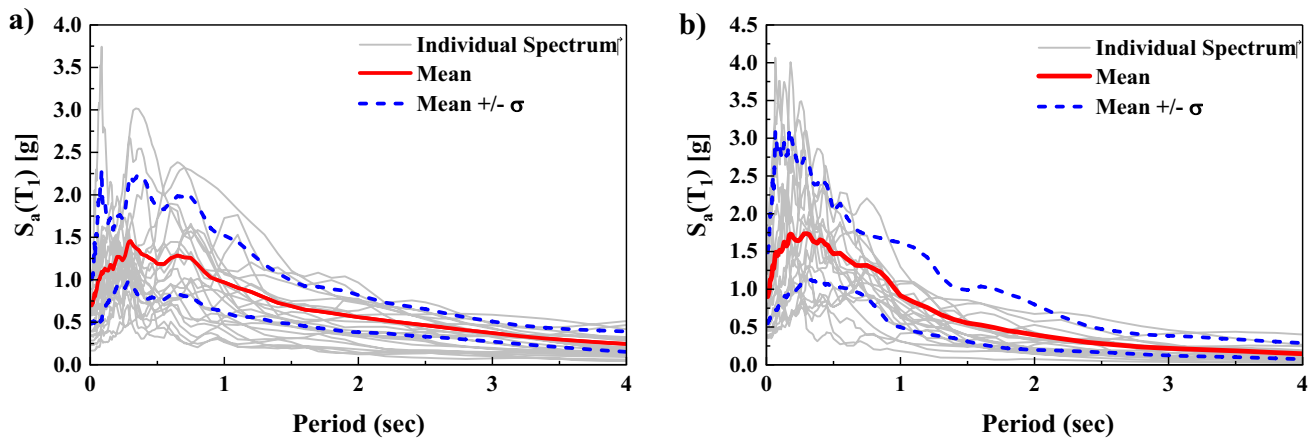 a)
4.0
3.5
3.0
2.5
2.0
1.5
1.0
0.5
0.0
Sa(T1) [g]
Individual Spectrum
Mean
Mean +/- σ
0 1 2 3 4
Period (sec)
b)
4.5
4.0
3.5
3.0
2.5
2.0
1.5
1.0
0.5
0.0
Sa(T1) [g]
Individual Spectrum
Mean
Mean +/- σ
0 1 2 3 4
Period (sec)